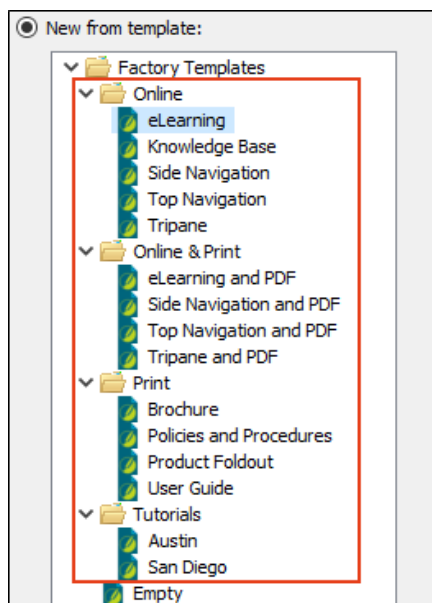 New from template:
Factory Templates
Online
eLearning
Knowledge Base
Side Navigation
Top Navigation
Tripane
Online & Print
eLearning and PDF
Side Navigation and PDF
Top Navigation and PDF
Tripane and PDF
Print
Brochure
Policies and Procedures
Product Foldout
User Guide
Tutorials
Austin
San Diego
Empty